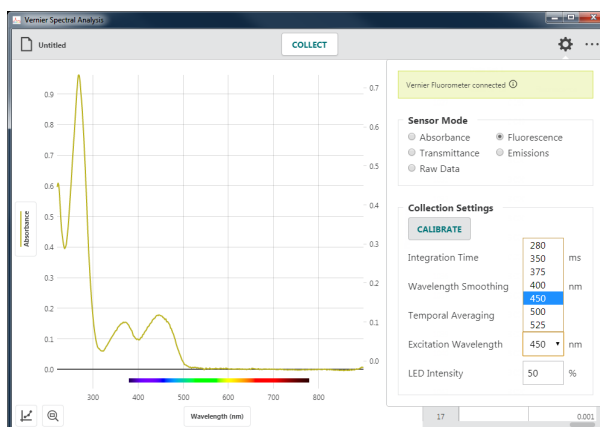 Vernier Spectral Analysis
Untitled
COLLECT
0.9
0.8
0.7
0.6
0.5
0.4
0.3
0.2
0.1
0.0
Absorbance
0.7
0.6
0.5
0.4
0.3
0.2
0.1
0.0
300 400 500 600 700 800
Wavelength (nm)
Vernier Fluorometer connected
Sensor Mode
Absorbance Fluorescence
Transmittance Emissions
Raw Data
Collection Settings
CALIBRATE
280
350
375
400
450
500
525
Integration Time ms
Wavelength Smoothing nm
Temporal Averaging
Excitation Wavelength 450 nm
LED Intensity 50 %
17 0.001